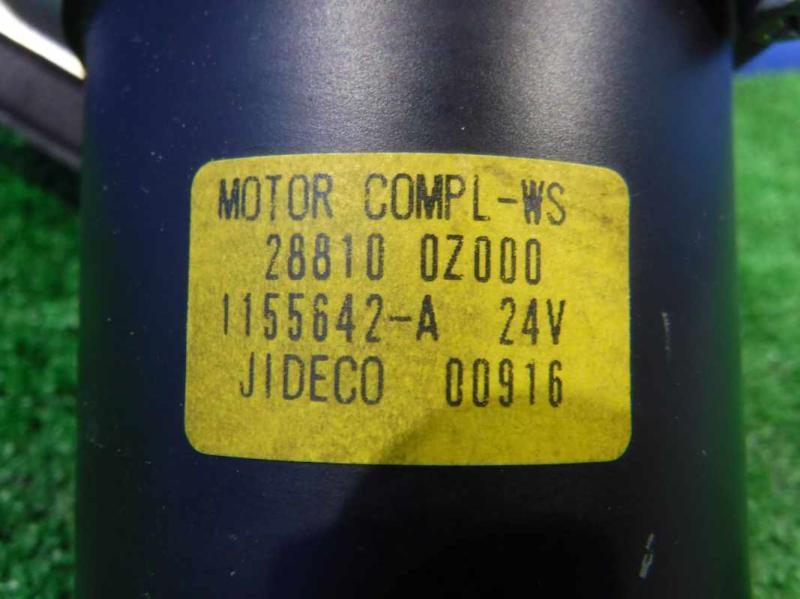 MOTOR COMPL-WS
28810 0Z000
1155642-A 24V
JIDECO 00916